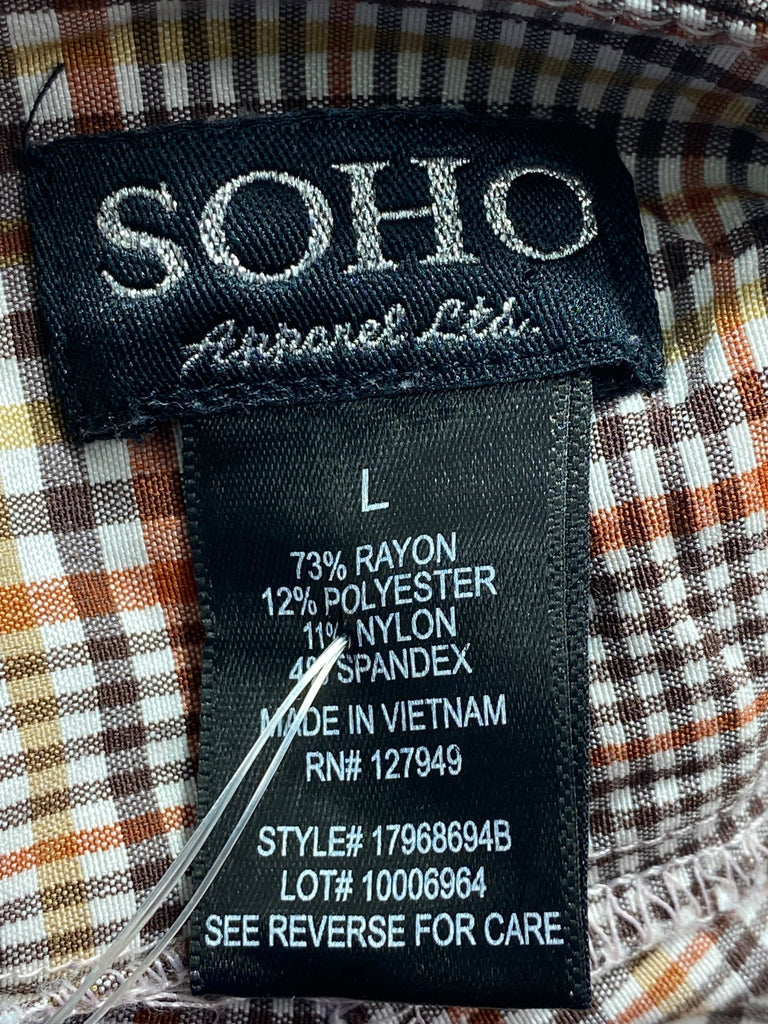 SOHO
Apparel Ltd.
L
73% RAYON
12% POLYESTER
11% NYLON
4% SPANDEX
MADE IN VIETNAM
RN# 127949
STYLE# 17968694B
LOT# 10006964
SEE REVERSE FOR CARE